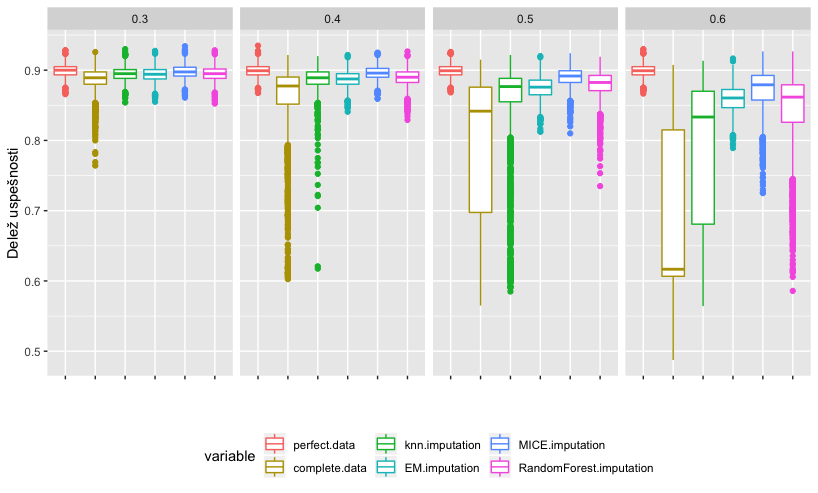 0.3 0.4 0.5 0.6
Delež uspešnosti
0.9
0.8
0.7
0.6
0.5
variable
perfect.data knn.imputation MICE.imputation
complete.data EM.imputation RandomForest.imputation